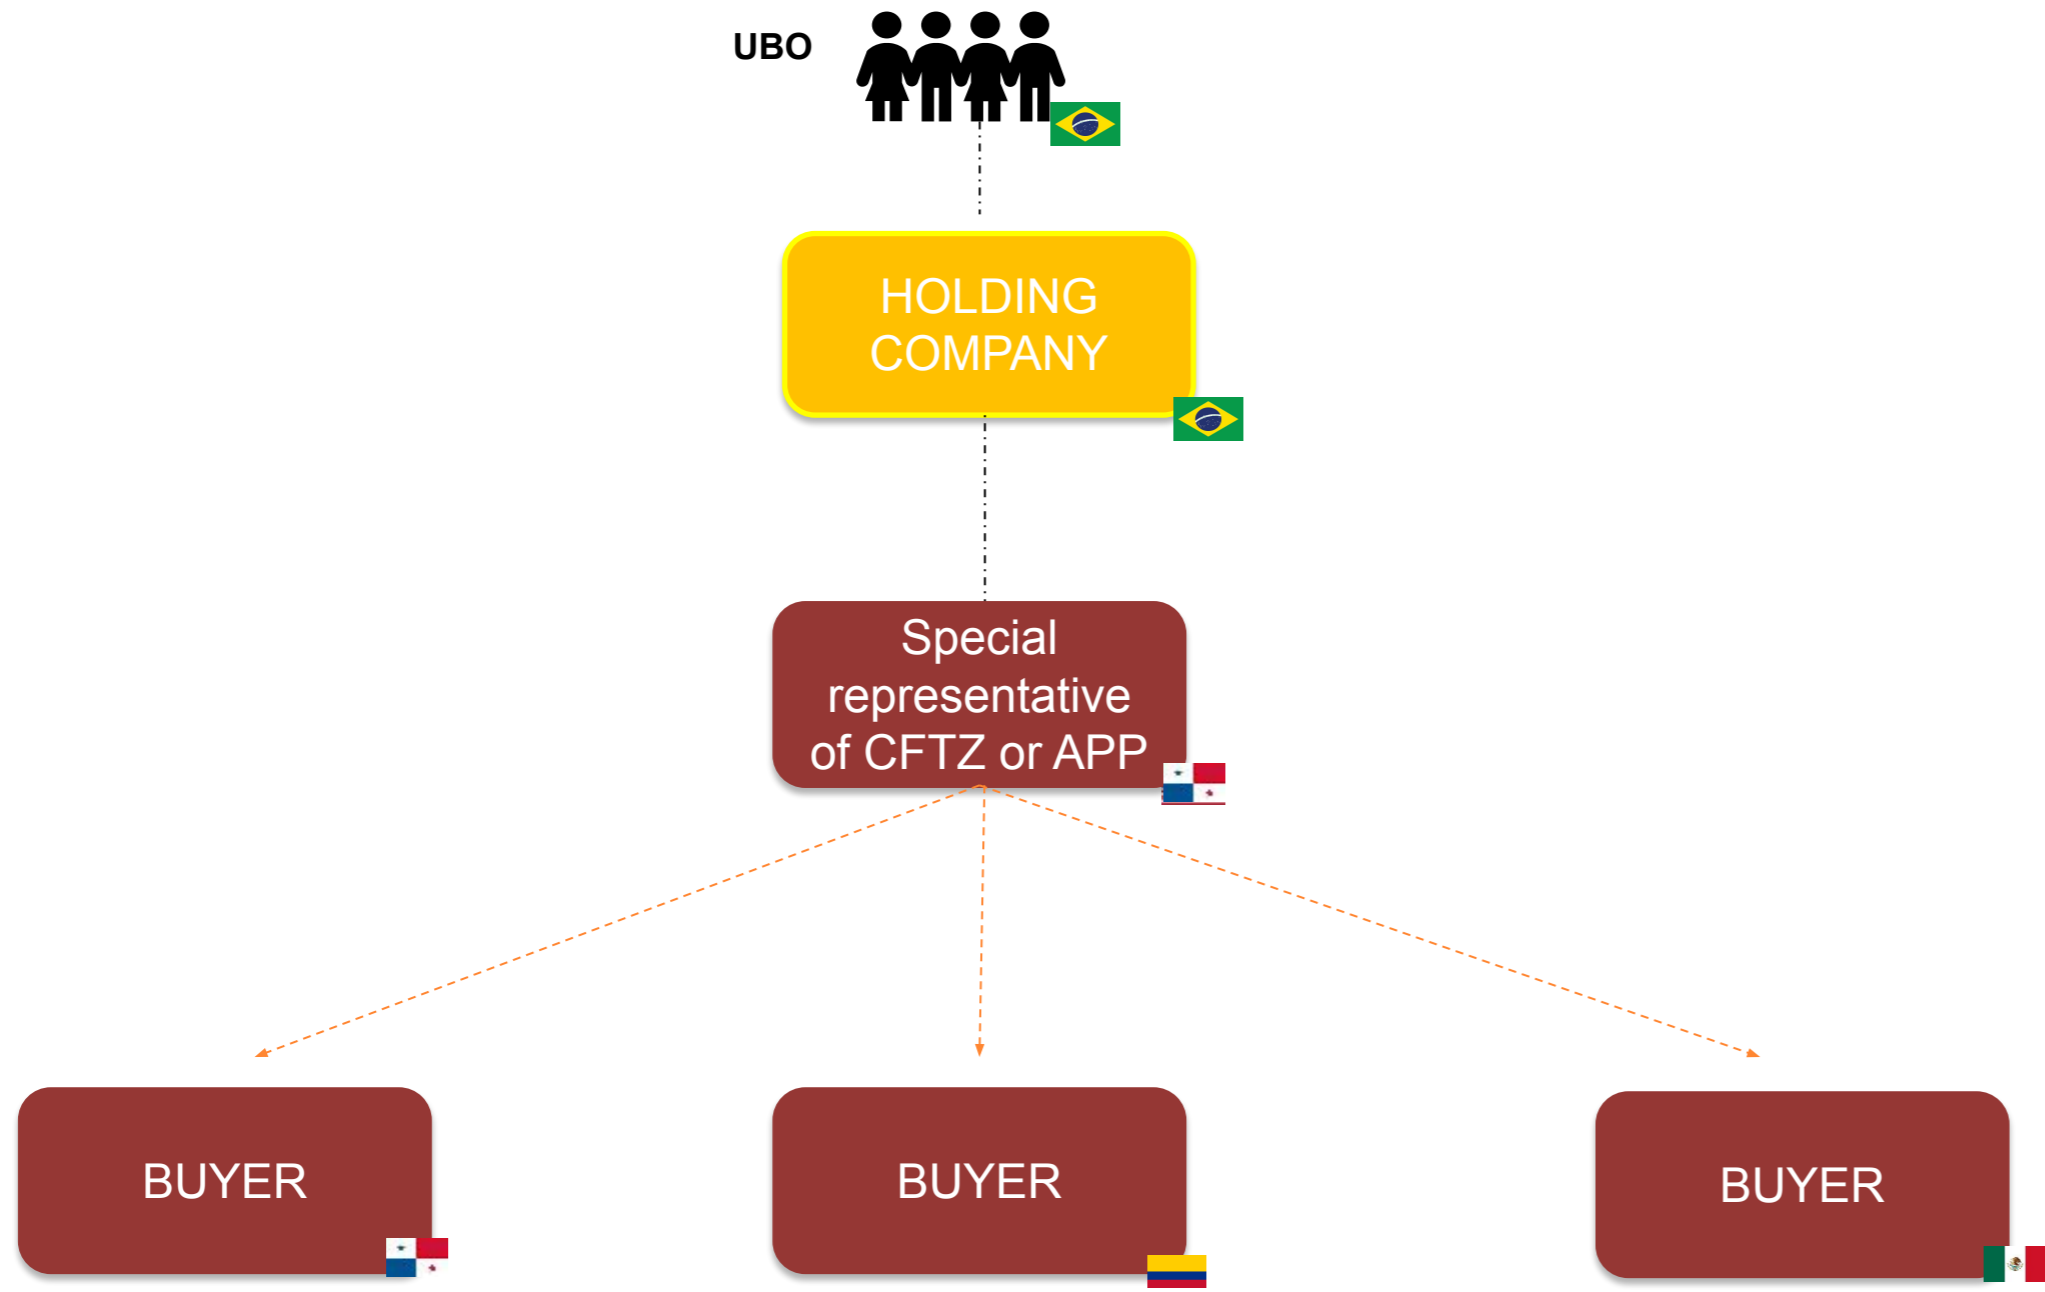 UBO
HOLDING
COMPANY
Special
representative
of CFTZ or APP
BUYER
BUYER
BUYER